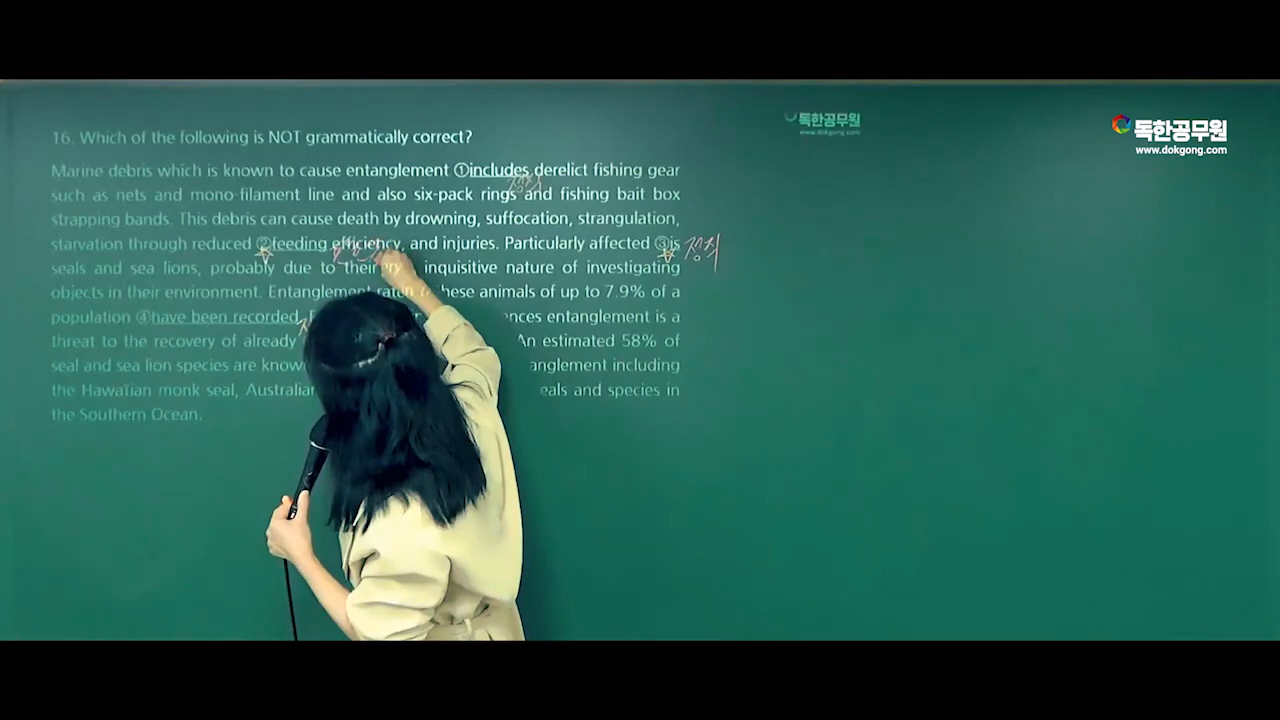 독한공무원
www.dokgong.com
독한공무원
www.dokgong.com
16. Which of the following is NOT grammatically correct?
Marine debris which is known to cause entanglement ①includes derelict fishing gear
such as nets and mono-filament line and also six-pack rings and fishing bait box
strapping bands. This debris can cause death by drowning, suffocation, strangulation,
starvation through reduced ②feeding efficiency, and injuries. Particularly affected ③is
정치
seals and sea lions, probably due to their inquisitive nature of investigating
objects in their environment. Entanglement these animals of up to 7.9% of a
population ④have been recorded. entanglement is a
threat to the recovery of already An estimated 58% of
seal and sea lion species are including
the Hawaiian monk seal, and species in
the Southern Ocean.